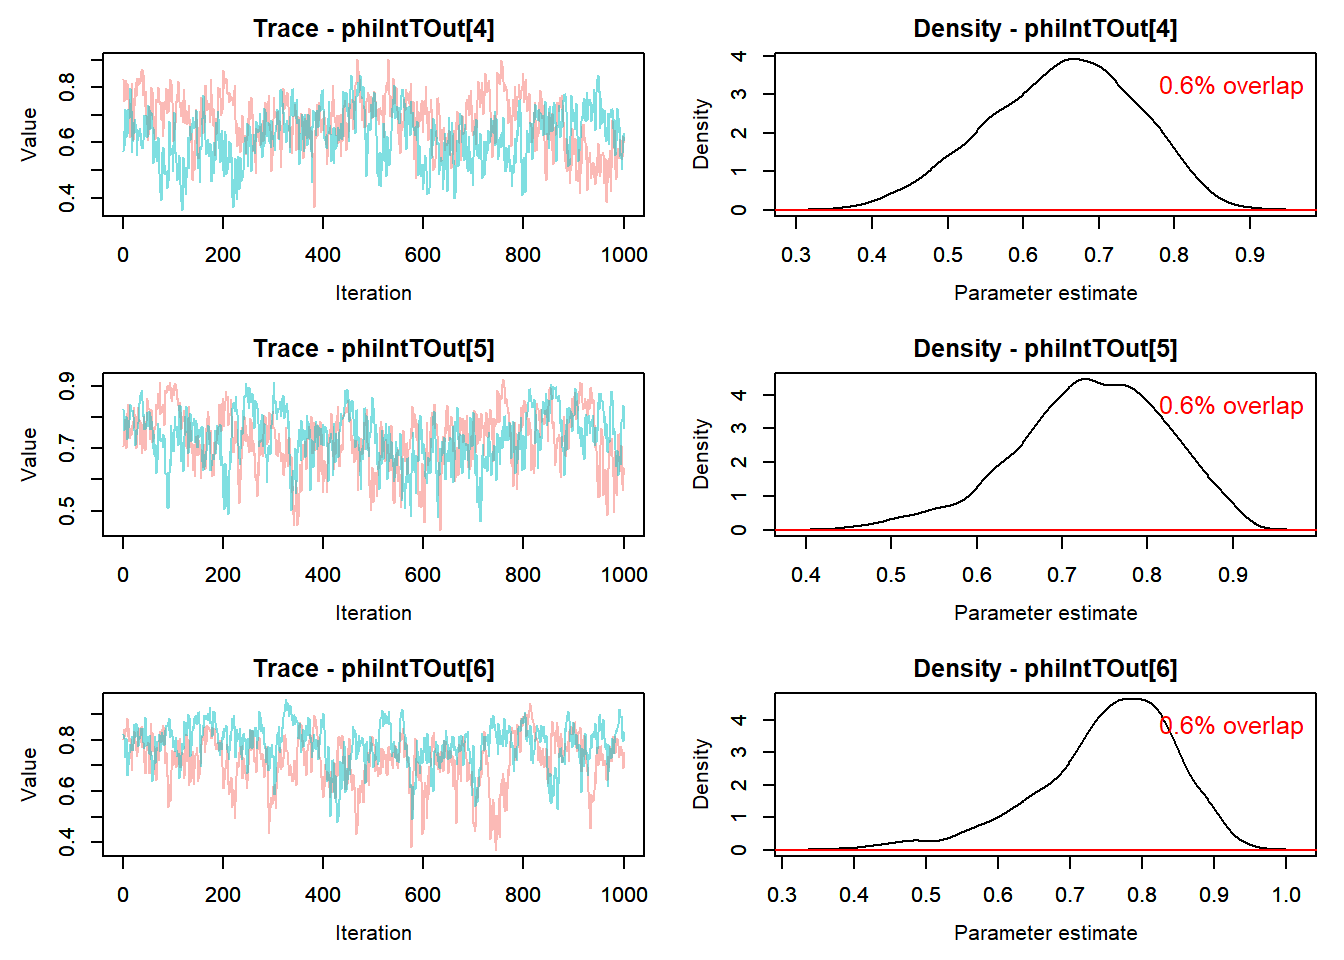 Trace - phiIntTOut[4]
Value
0.4 0.6 0.8
0 200 400 600 800 1000
Iteration
Density - phiIntTOut[4]
0.6% overlap
Density
0 1 2 3 4
0.3 0.4 0.5 0.6 0.7 0.8 0.9
Parameter estimate
Trace - phiIntTOut[5]
Value
0.5 0.7 0.9
0 200 400 600 800 1000
Iteration
Density - phiIntTOut[5]
0.6% overlap
Density
0 1 2 3 4
0.4 0.5 0.6 0.7 0.8 0.9
Parameter estimate
Trace - phiIntTOut[6]
Value
0.4 0.6 0.8
0 200 400 600 800 1000
Iteration
Density - phiIntTOut[6]
0.6% overlap
Density
0 1 2 3 4
0.3 0.4 0.5 0.6 0.7 0.8 0.9 1.0
Parameter estimate